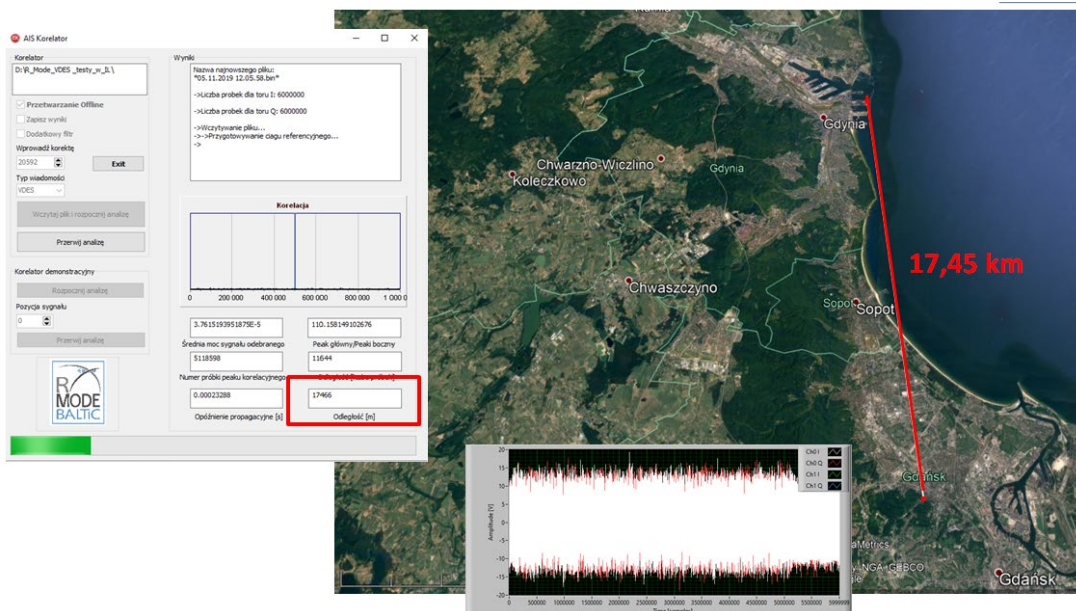 AIS Korelator
Korelator
D:\R_Mode_VDES _testy_w_IL\
Przetwarzanie Offline
Zapisz wyniki
Dodatkowy filtr
Wprowadź korektę
20592
Exit
Typ wiadomości
VDES
Wczytaj plik i rozpocznij analizę
Przerwij analizę
Korelator demonstracyjny
Rozpocznij analizę
Pozycja sygnału
0
Przerwij analizę
R
MODE
BALTIC
Wyniki
Nazwa najnowszego pliku:
"05.11.2019 12.05.58.bin"
->Liczba probek dla toru I: 6000000
->Liczba probek dla toru Q: 6000000
->Wczytywanie pliku...
->->Przygotowywanie ciagu referencyjnego...
->
Korelacja
0 200 000 400 000 600 000 800 000 1 000.0
3.7615193951875E-5
110.158149102676
Średnia moc sygnału odebranego
Peak główny/Peaki boczny
5118598
11644
Numer próbki peaku korelacyjnego
0.00023288
17466
Opóźnienie propagacyjne [s]
Odległość [m]
Gdynia
Chwarzno-Wiczlino
Gdynia
Koleczkowo
17,45 km
Chwaszczyno
Sopot
Sopot
Gdańsk
Gdańsk
NGA, GEBCO
Ch0 I
Ch0 Q
Ch1 I
Ch1 Q
Amplitude [V]
20
15
10
5
0
-5
-10
-15
-20
0 500000 1000000 1500000 2000000 2500000 3000000 3500000 4000000 4500000 5000000 5999999